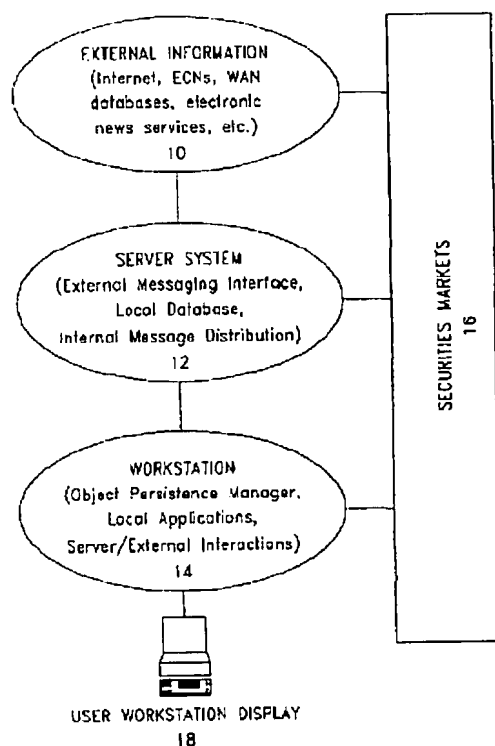 EXTERNAL INFORMATION
(Internet, ECNs, WAN
databases, electronic
news services, etc.)
10
SERVER SYSTEM
(External Messaging Interface,
Local Database,
Internal Message Distribution)
12
WORKSTATION
(Object Persistence Manager,
Local Applications,
Server/External Interactions)
14
SECURITIES MARKETS
16
USER WORKSTATION DISPLAY
18